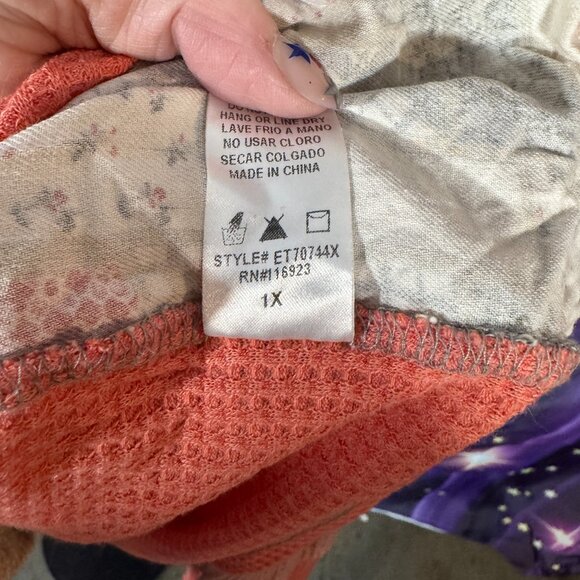 HANG OR LINE DRY
LAVE FRIO A MANO
NO USAR CLORO
SECAR COLGADO
MADE IN CHINA
STYLE# ET70744X
RN#116923
1X